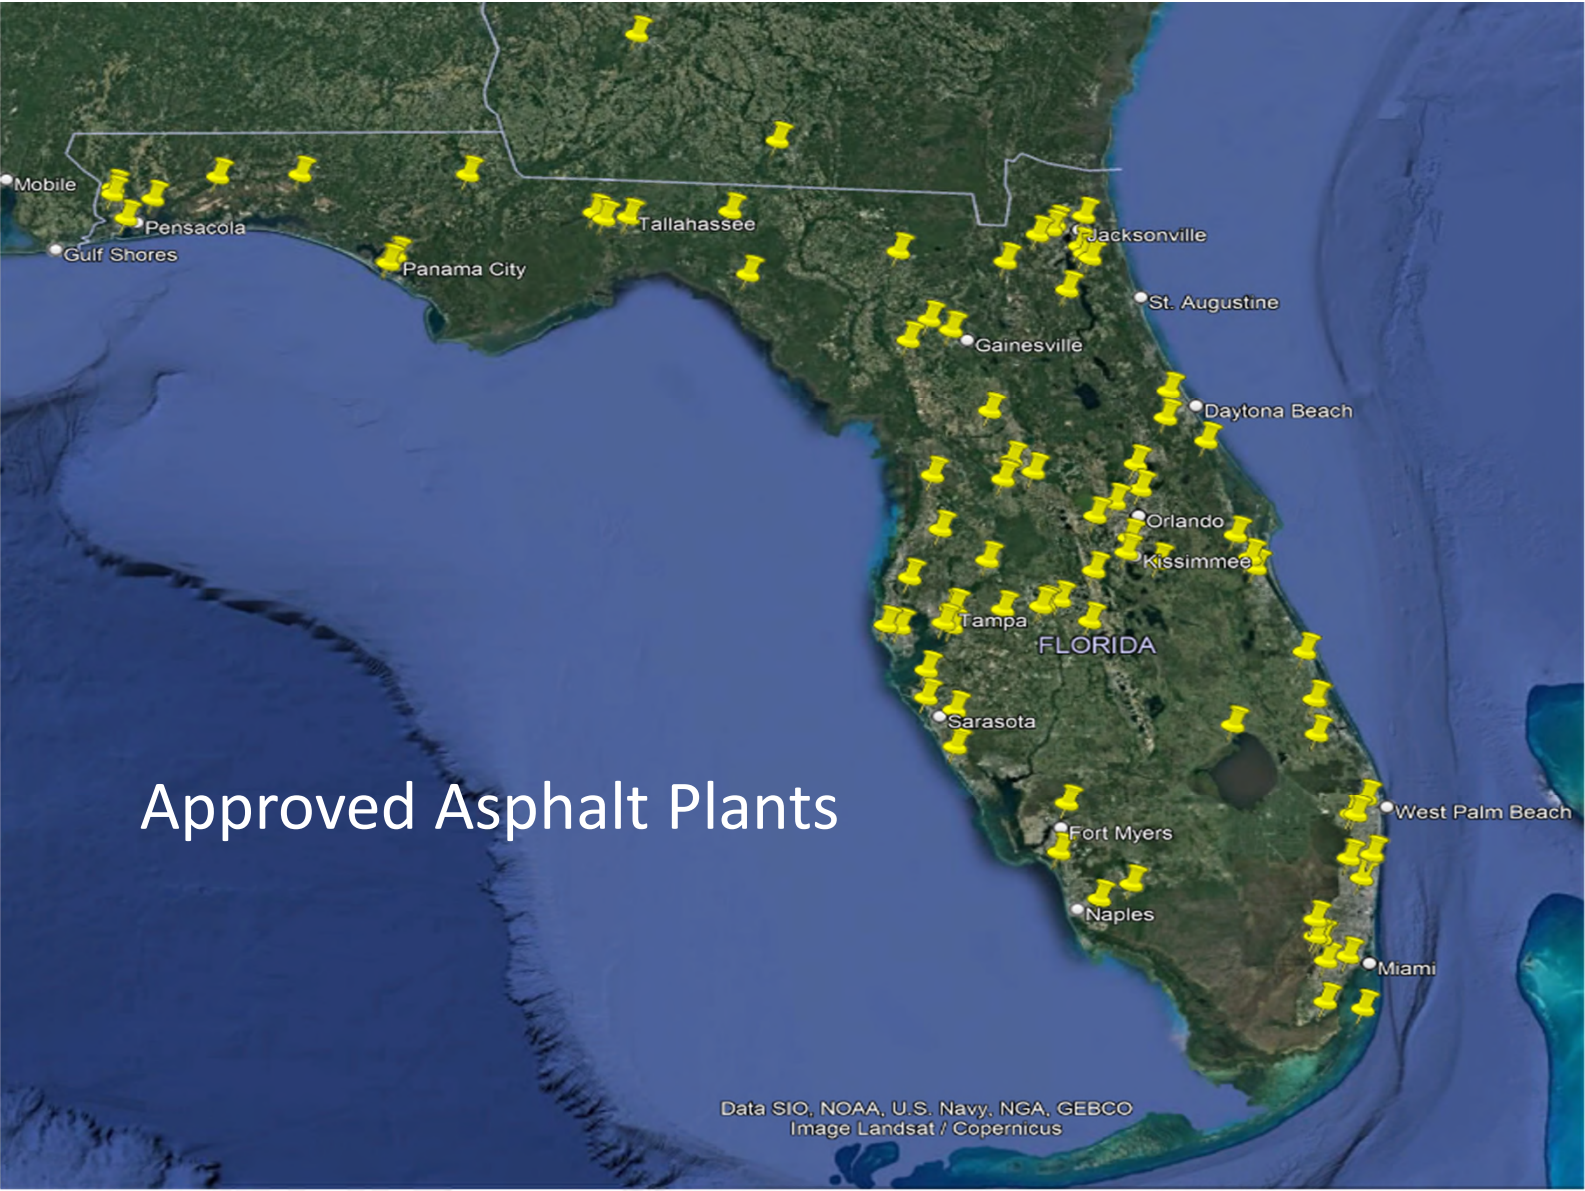 Mobile
Pensacola
Gulf Shores
Tallahassee
Panama City
Jacksonville
St. Augustine
Gainesville
Daytona Beach
Orlando
Kissimmee
Tampa
FLORIDA
Sarasota
Approved Asphalt Plants
West Palm Beach
Fort Myers
Naples
Miami
Data SIO, NOAA, U.S. Navy, NGA, GEBCO
Image Landsat / Copernicus